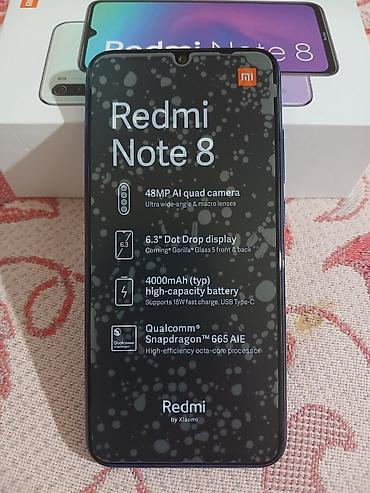 Redmi Note 8
mi
Redmi
Note 8
48MP AI quad camera
Ultra wide-angle & macro lenses
6.3
6.3" Dot Drop display
Corning® Gorilla® Glass 5 front & back
4000mAh (typ)
high-capacity battery
Supports 18W fast charge, USB Type-C
Qualcomm
snapdragon
Qualcomm®
Snapdragon™ 665 AIE
High-efficiency octa-core processor
Redmi
by Xiaomi